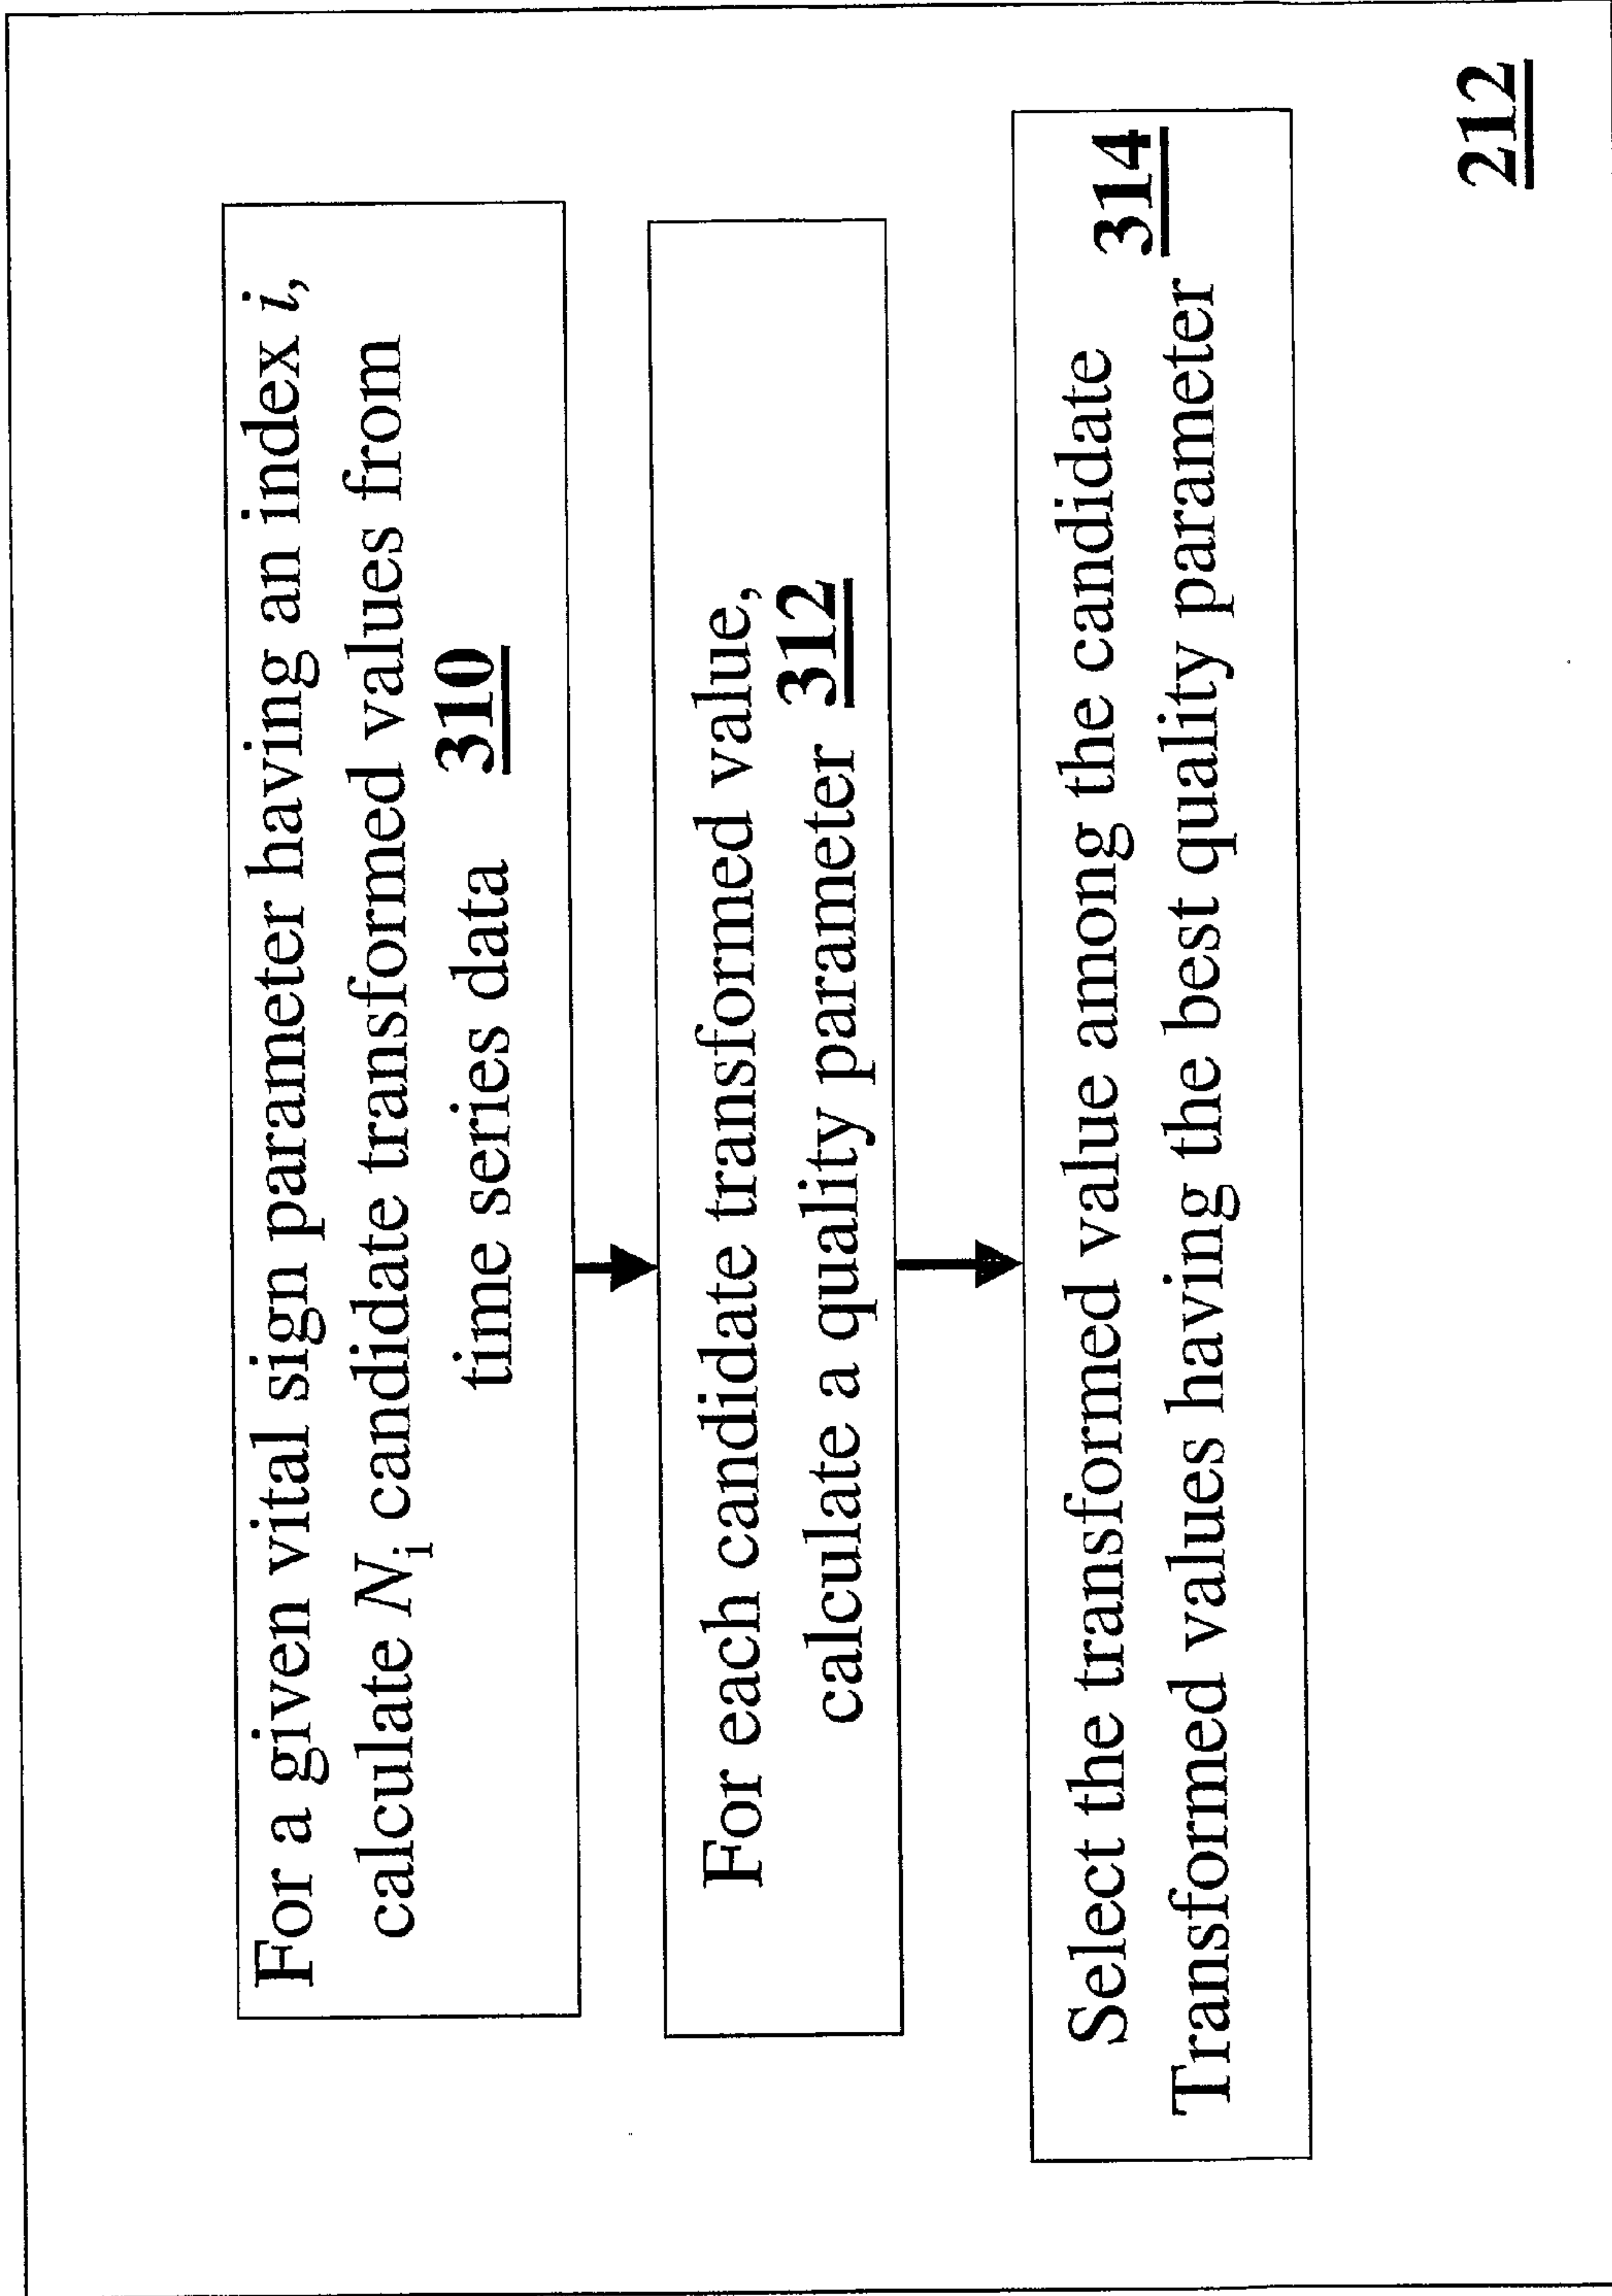 For a given vital sign parameter having an index i,
calculate Ni candidate transformed values from
time series data 310
For each candidate transformed value,
calculate a quality parameter 312
Select the transformed value among the candidate 314
Transformed values having the best quality parameter
212